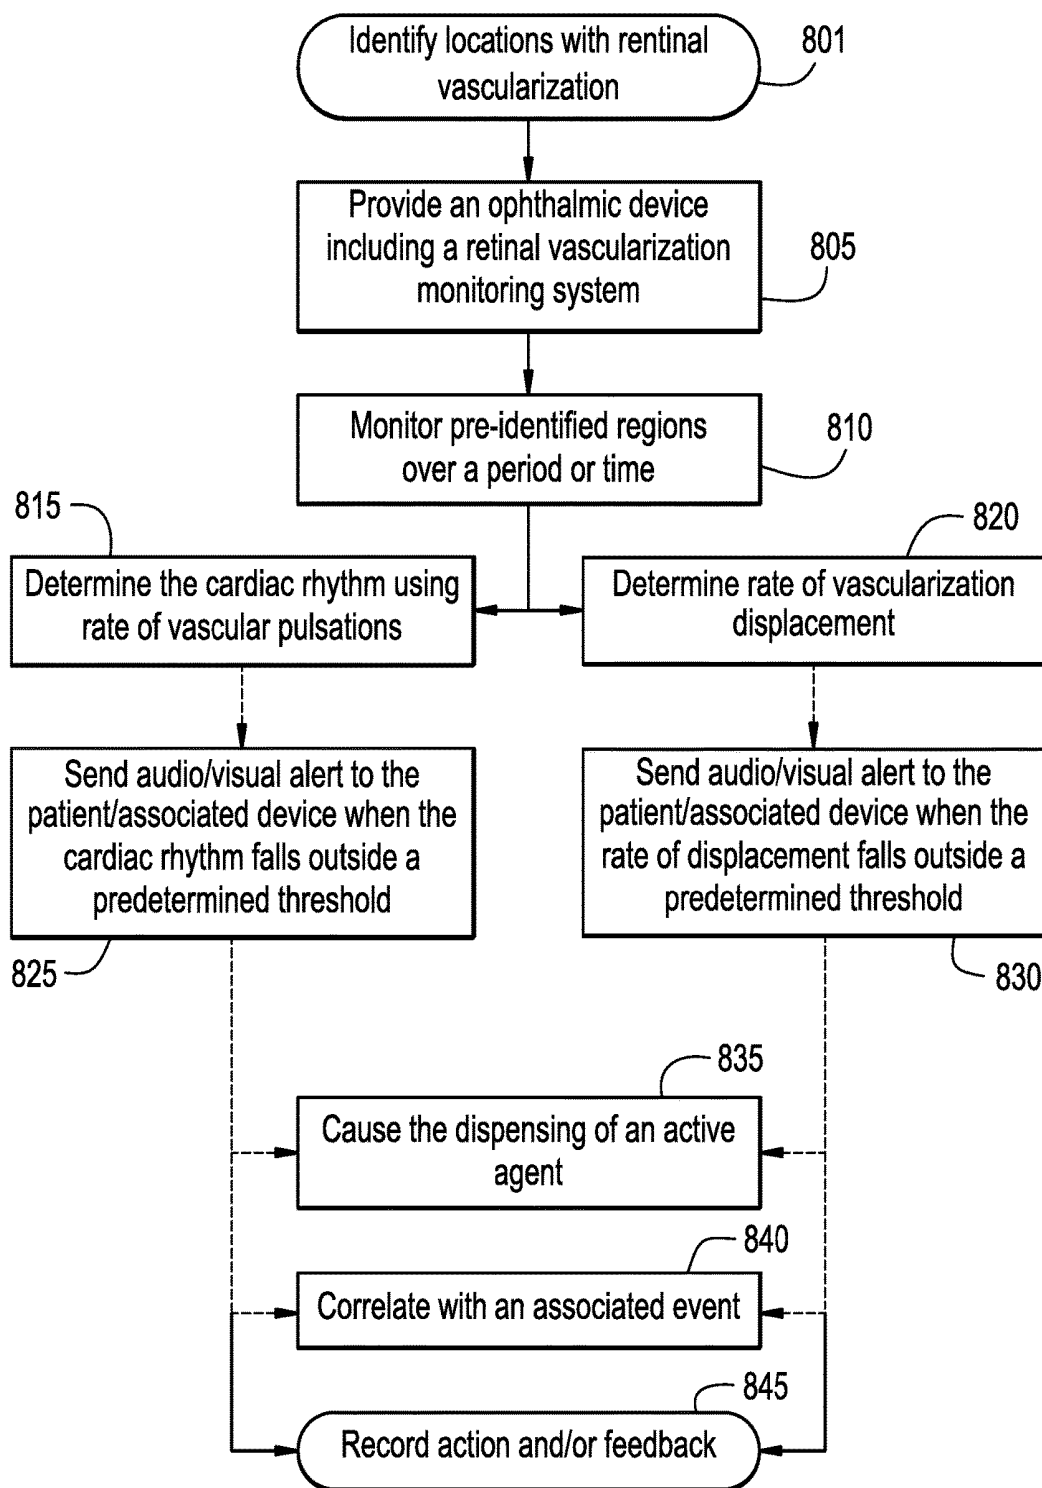 Identify locations with rentinal
vascularization
801
Provide an ophthalmic device
including a retinal vascularization
monitoring system
805
Monitor pre-identified regions
over a period or time
810
815
820
Determine the cardiac rhythm using
rate of vascular pulsations
Determine rate of vascularization
displacement
Send audio/visual alert to the
patient/associated device when the
cardiac rhythm falls outside a
predetermined threshold
Send audio/visual alert to the
patient/associated device when the
rate of displacement falls outside a
predetermined threshold
825
830
835
Cause the dispensing of an active
agent
840
Correlate with an associated event
845
Record action and/or feedback